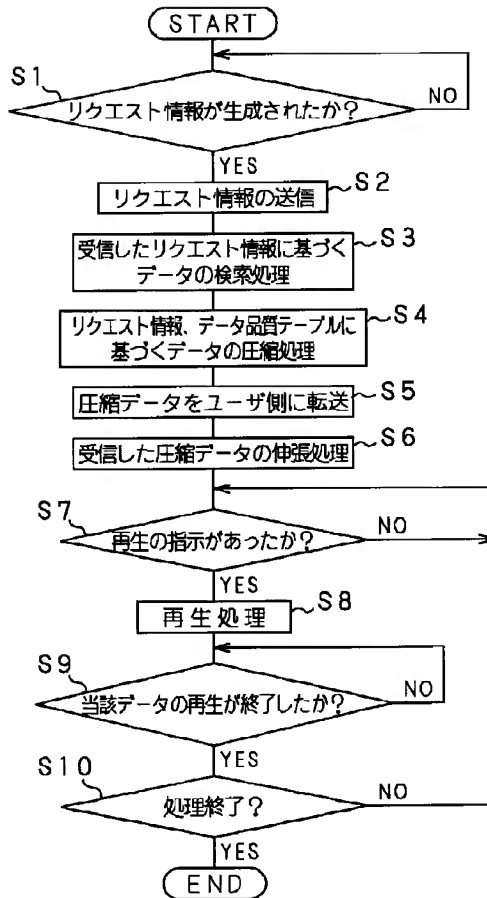 START
S1
リクエスト情報が生成されたか?
NO
YES
リクエスト情報の送信
S2
受信したリクエスト情報に基づく
データの検索処理
S3
リクエスト情報、データ品質テーブルに
基づくデータの圧縮処理
S4
圧縮データをユーザ側に転送
S5
受信した圧縮データの伸張処理
S6
S7
再生の指示があったか?
NO
YES
再生処理
S8
S9
当該データの再生が終了したか?
NO
YES
S10
処理終了?
NO
YES
END